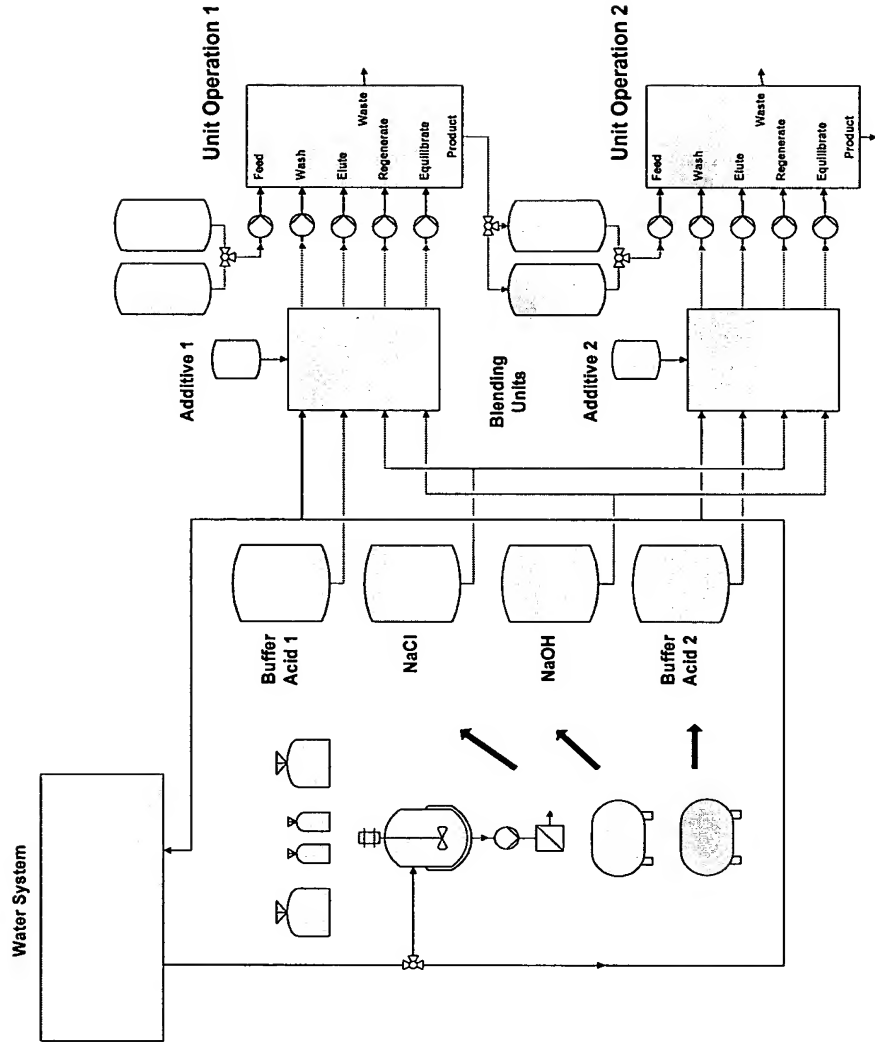 Water System
Buffer
Acid 1
NaCl
NaOH
Buffer
Acid 2
Additive 1
Blending
Units
Additive 2
Unit Operation 1
Feed
Wash
Elute
Regenerate
Equilibrate
Waste
Product
Unit Operation 2
Feed
Wash
Elute
Regenerate
Equilibrate
Waste
Product